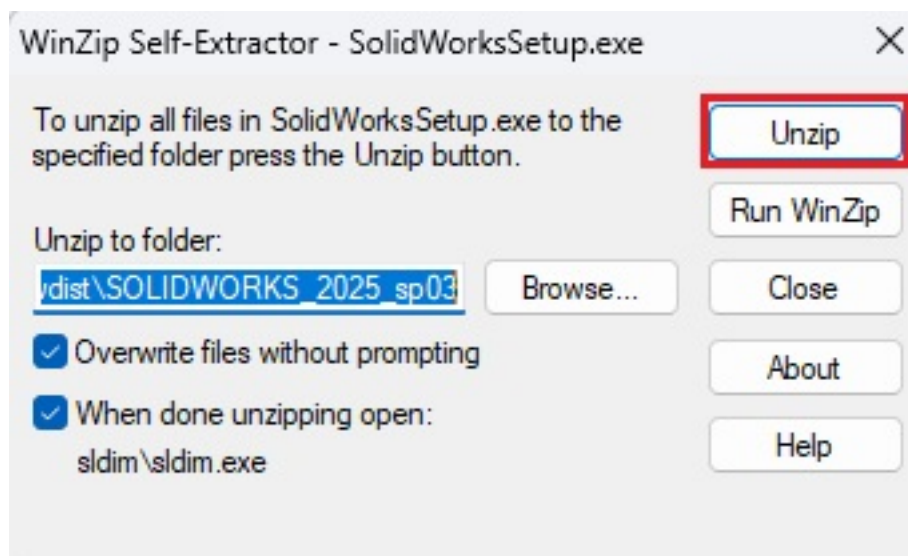 WinZip Self-Extractor - SolidWorksSetup.exe
To unzip all files in SolidWorksSetup.exe to the
specified folder press the Unzip button.
Unzip
Run WinZip
Unzip to folder:
\SOLIDWORKS_2025_sp03
Browse...
Close
Overwrite files without prompting
About
When done unzipping open:
sldim\sldim.exe
Help